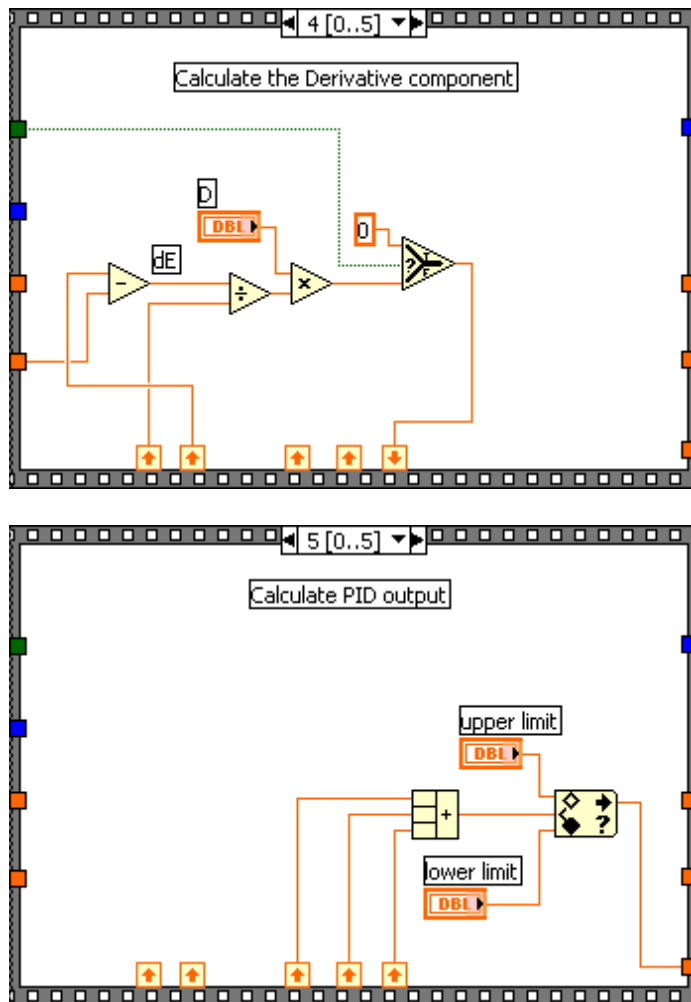 4 [0..5]
Calculate the Derivative component
D
DBL
0
dE
-
÷
x
?
T
F
5 [0..5]
Calculate PID output
upper limit
DBL
+
?
lower limit
DBL